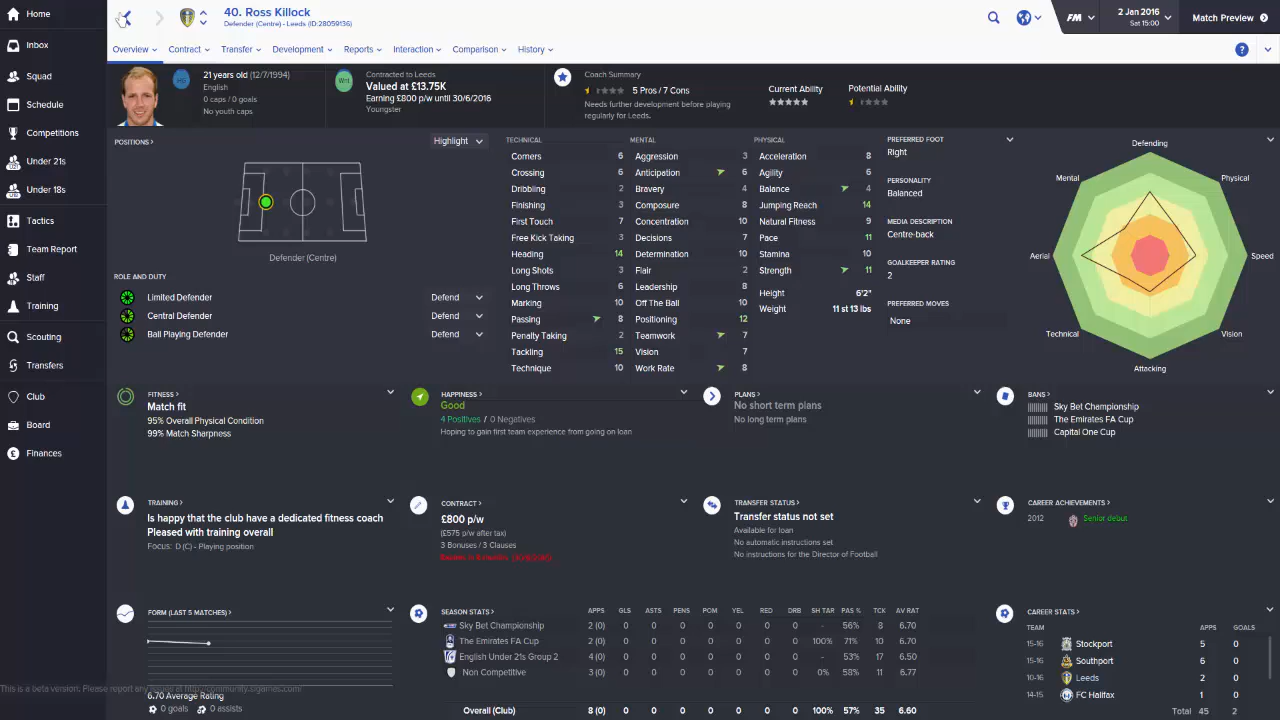 Home
Inbox
Squad
Schedule
Competitions
Under 21s
Under 18s
Tactics
Team Report
Staff
Training
Scouting
Transfers
Club
Board
Finances
40. Ross Killock
Defender (Centre) - Leeds (ID:28059136)
FM
2 Jan 2016
Sat 15:00
Match Preview
Overview Contract Transfer Development Reports Interaction Comparison History
21 years old (12/7/1994)
English
0 caps / 0 goals
No youth caps
Wnt
Contracted to Leeds
Valued at £13.75K
Earning £800 p/w until 30/6/2016
Youngster
Coach Summary
5 Pros / 7 Cons
Needs further development before playing
regularly for Leeds.
Current Ability
Potential Ability
POSITIONS >
Highlight
Defender (Centre)
ROLE AND DUTY
Limited Defender Defend
Central Defender Defend
Ball Playing Defender Defend
TECHNICAL
Corners 6
Crossing 6
Dribbling 2
Finishing 3
First Touch 7
Free Kick Taking 3
Heading 14
Long Shots 3
Long Throws 6
Marking 10
Passing 8
Penalty Taking 2
Tackling 15
Technique 10
MENTAL
Aggression 3
Anticipation 6
Bravery 4
Composure 8
Concentration 10
Decisions 7
Determination 10
Flair 2
Leadership 8
Off The Ball 10
Positioning 12
Teamwork 7
Vision 7
Work Rate 8
PHYSICAL
Acceleration 8
Agility 6
Balance 4
Jumping Reach 14
Natural Fitness 9
Pace 11
Stamina 10
Strength 11
Height 6'2"
Weight 11 st 13 lbs
PREFERRED FOOT
Right
PERSONALITY
Balanced
MEDIA DESCRIPTION
Centre-back
GOALKEEPER RATING
2
PREFERRED MOVES
None
Defending
Mental
Physical
Aerial
Speed
Technical
Vision
Attacking
FITNESS >
Match fit
95% Overall Physical Condition
99% Match Sharpness
HAPPINESS >
Good
4 Positives / 0 Negatives
Hoping to gain first team experience from going on loan
PLANS >
No short term plans
No long term plans
BANS >
Sky Bet Championship
The Emirates FA Cup
Capital One Cup
TRAINING >
Is happy that the club have a dedicated fitness coach
Pleased with training overall
FOCUS: D (C) - Playing position
CONTRACT >
£800 p/w
(£575 p/w after tax)
3 Bonuses / 3 Clauses
TRANSFER STATUS >
Transfer status not set
Available for loan
No automatic instructions set
No instructions for the Director of Football
CAREER ACHIEVEMENTS >
2012 Senior debut
FORM (LAST 5 MATCHES) >
6.70 Average Rating
0 goals 0 assists
SEASON STATS > APPS GLS ASTS PENS POM YEL RED DRB SH TAR PAS % TCK AV RAT
Sky Bet Championship 2 (0) 0 0 0 0 0 0 0 - 56% 8 6.70
The Emirates FA Cup 2 (0) 0 0 0 0 0 0 0 100% 71% 10 6.70
English Under 21s Group 2 4 (0) 0 0 0 0 0 0 0 - 53% 17 6.50
Non Competitive 3 (0) 0 0 0 0 0 0 0 0% 58% 11 6.77
Overall (Club) 8 (0) 0 0 0 0 0 0 0 100% 57% 35 6.60
CAREER STATS >
TEAM APPS GOALS
15-16 Stockport 5 0
15-16 Southport 6 0
10-16 Leeds 2 0
14-15 FC Halifax 1 0
Total 45 2
This is a beta version. Please report any issues at http://community.sigames.com/